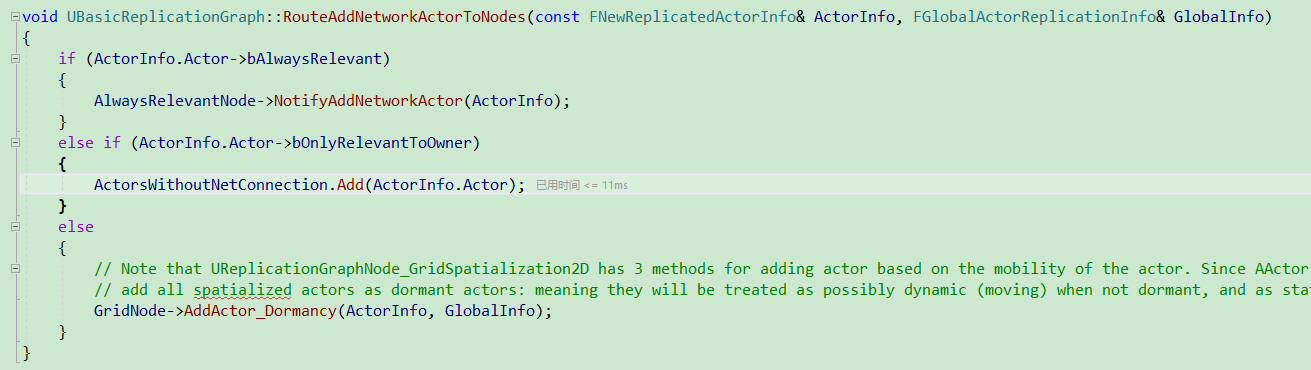 void UBasicReplicationGraph::RouteAddNetworkActorToNodes(const FNewReplicatedActorInfo& ActorInfo, FGlobalActorReplicationInfo& GlobalInfo)
{
    if (ActorInfo.Actor->bAlwaysRelevant)
    {
        AlwaysRelevantNode->NotifyAddNetworkActor(ActorInfo);
    }
    else if (ActorInfo.Actor->bOnlyRelevantToOwner)
    {
        ActorsWithoutNetConnection.Add(ActorInfo.Actor); 已用时间 <= 11ms
    }
    else
    {
        // Note that UReplicationGraphNode_GridSpatialization2D has 3 methods for adding actor based on the mobility of the actor. Since AActor
        // add all spatialized actors as dormant actors: meaning they will be treated as possibly dynamic (moving) when not dormant, and as sta
        GridNode->AddActor_Dormancy(ActorInfo, GlobalInfo);
    }
}